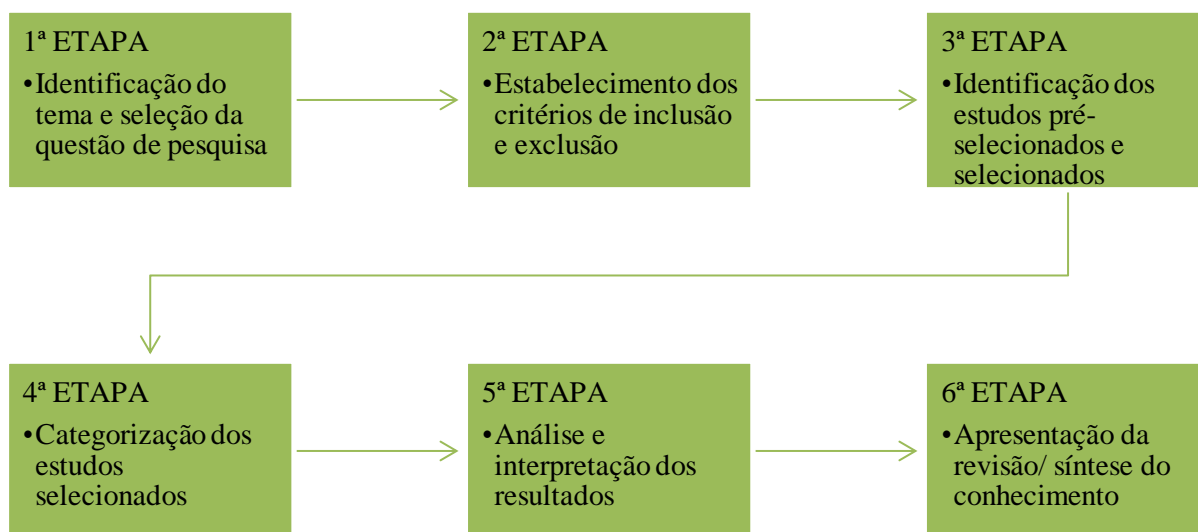 1ª ETAPA
•Identificação do
tema e seleção da
questão de pesquisa
2ª ETAPA
•Estabelecimento dos
critérios de inclusão
e exclusão
3ª ETAPA
•Identificação dos
estudos pré-
selecionados e
selecionados
4ª ETAPA
•Categorização dos
estudos
selecionados
5ª ETAPA
•Análise e
interpretação dos
resultados
6ª ETAPA
•Apresentação da
revisão/ síntese do
conhecimento